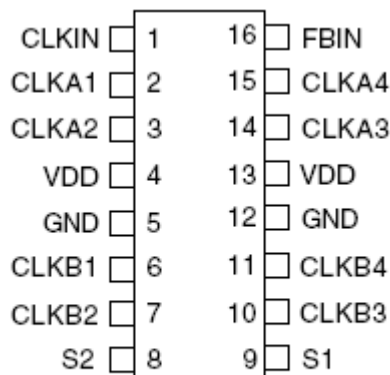 CLKIN 1 16 FBIN
CLKA1 2 15 CLKA4
CLKA2 3 14 CLKA3
VDD 4 13 VDD
GND 5 12 GND
CLKB1 6 11 CLKB4
CLKB2 7 10 CLKB3
S2 8 9 S1